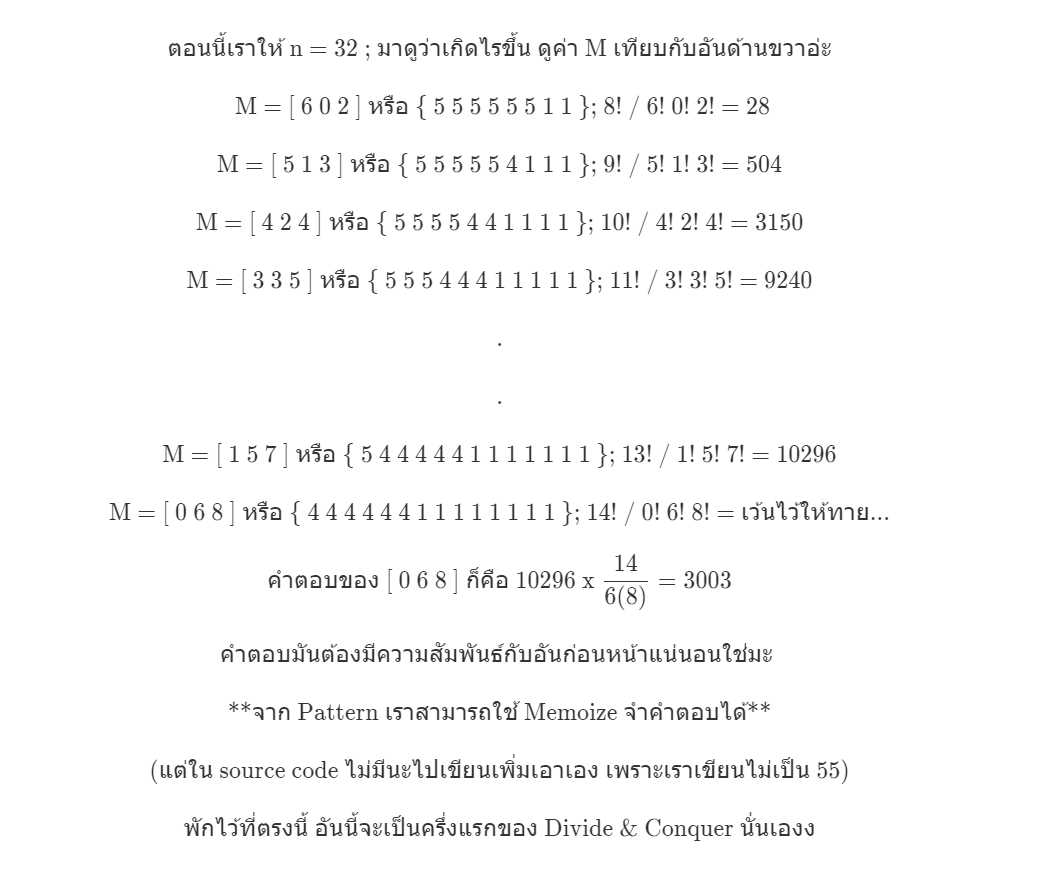 ตอนนี้เราให้ n = 32 ; มาดูว่าเกิดไรขึ้น ดูค่า M เทียบกับอันด้านขวาอ่ะ
M = [ 6 0 2 ] หรือ { 5 5 5 5 5 5 1 1 }; 8! / 6! 0! 2! = 28
M = [ 5 1 3 ] หรือ { 5 5 5 5 5 4 1 1 1 }; 9! / 5! 1! 3! = 504
M = [ 4 2 4 ] หรือ { 5 5 5 5 4 4 1 1 1 1 }; 10! / 4! 2! 4! = 3150
M = [ 3 3 5 ] หรือ { 5 5 5 4 4 4 1 1 1 1 1 }; 11! / 3! 3! 5! = 9240
.
.
M = [ 1 5 7 ] หรือ { 5 4 4 4 4 4 1 1 1 1 1 1 1 }; 13! / 1! 5! 7! = 10296
M = [ 0 6 8 ] หรือ { 4 4 4 4 4 4 1 1 1 1 1 1 1 1 }; 14! / 0! 6! 8! = เว้นไว้ให้ทาย...
คำตอบของ [ 0 6 8 ] ก็คือ 10296 x 14/6(8) = 3003
คำตอบมันต้องมีความสัมพันธ์กับอันก่อนหน้าแน่นอนใช่มะ
**จาก Pattern เราสามารถใช้ Memoize จำคำตอบได้**
(แต่ใน source code ไม่มีนะไปเขียนเพิ่มเอาเอง เพราะเราเขียนไม่เป็น 55)
พักไว้ที่ตรงนี้ อันนี้จะเป็นครึ่งแรกของ Divide & Conquer นั่นเองง